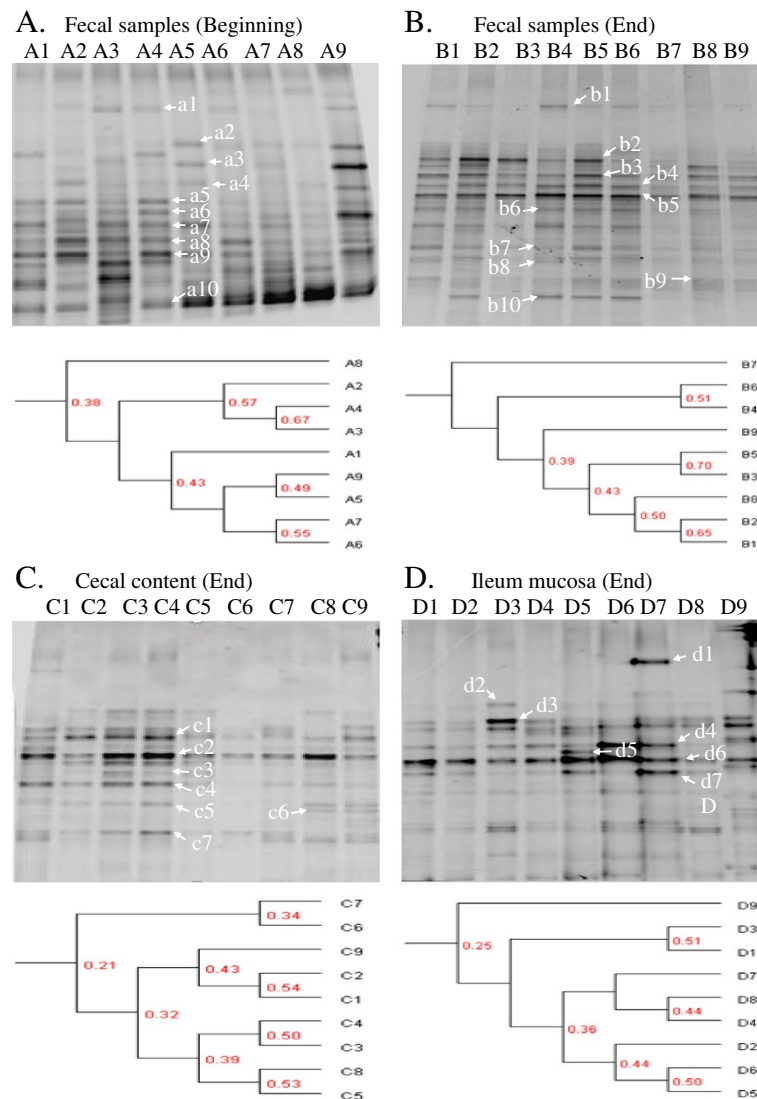 A. Fecal samples (Beginning)
A1 A2 A3 A4 A5 A6 A7 A8 A9
a1
a2
a3
a4
a5
a6
a7
a8
a9
a10
A8
A2
0.38
0.57
A4
0.67
A3
A1
0.43
A9
0.49
A5
A7
0.55
A6
B. Fecal samples (End)
B1 B2 B3 B4 B5 B6 B7 B8 B9
b1
b2
b3
b4
b5
b6
b7
b8
b9
b10
B7
B6
0.51
B4
B9
0.39
B5
0.70
B3
0.43
B8
0.50
B2
0.65
B1
C. Cecal content (End)
C1 C2 C3 C4 C5 C6 C7 C8 C9
c1
c2
c3
c4
c5
c6
c7
C7
0.34
C6
0.21
C9
0.43
C2
0.54
C1
0.32
C4
0.50
C3
0.39
C8
0.53
C5
D. Ileum mucosa (End)
D1 D2 D3 D4 D5 D6 D7 D8 D9
d1
d2
d3
d4
d5
d6
d7
D
D9
D3
0.25
0.51
D1
D7
D8
0.44
D4
0.36
D2
0.44
D6
0.50
D5